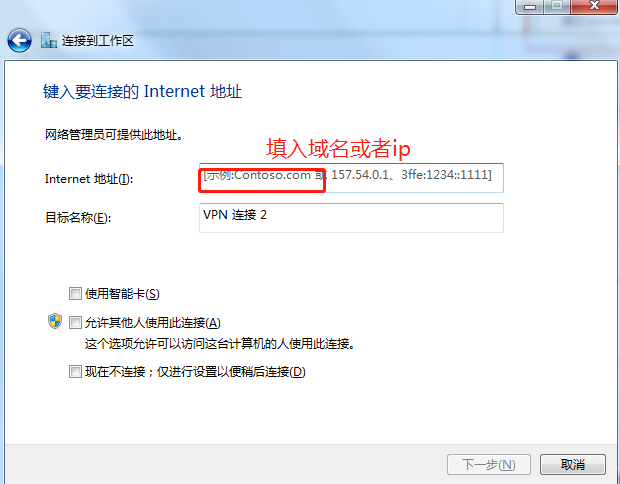 连接到工作区
键入要连接的 Internet 地址
网络管理员可提供此地址。
填入域名或者ip
Internet 地址(I):
[示例:Contoso.com 或 157.54.0.1、3ffe:1234::1111]
目标名称(E):
VPN 连接 2
使用智能卡(S)
允许其他人使用此连接(A)
这个选项允许可以访问这台计算机的人使用此连接。
现在不连接；仅进行设置以便稍后连接(D)
下一步(N)
取消